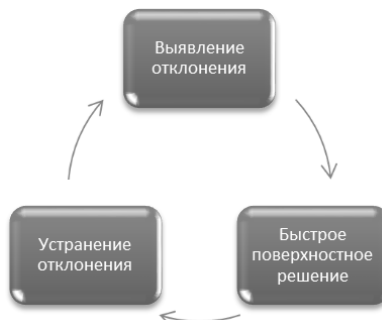 Выявление
отклонения
Быстрое
поверхностное
решение
Устранение
отклонения